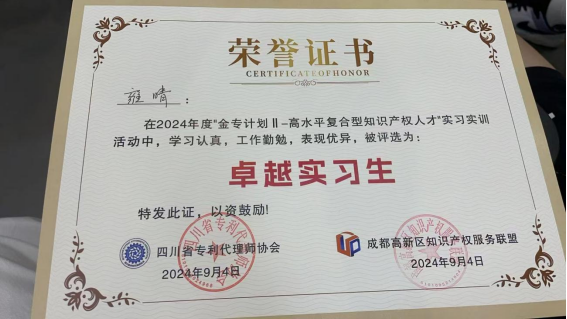 荣誉证书
CERTIFICATEOFHONOR
雍晴：
在2024年度“金专计划Ⅱ-高水平复合型知识产权人才”实习实训
活动中，学习认真，工作勤勉，表现优异，被评选为：
卓越实习生
特发此证，以资鼓励！
四川省专利代理师协会
2024年9月4日
成都高新区知识产权服务联盟
2024年9月4日